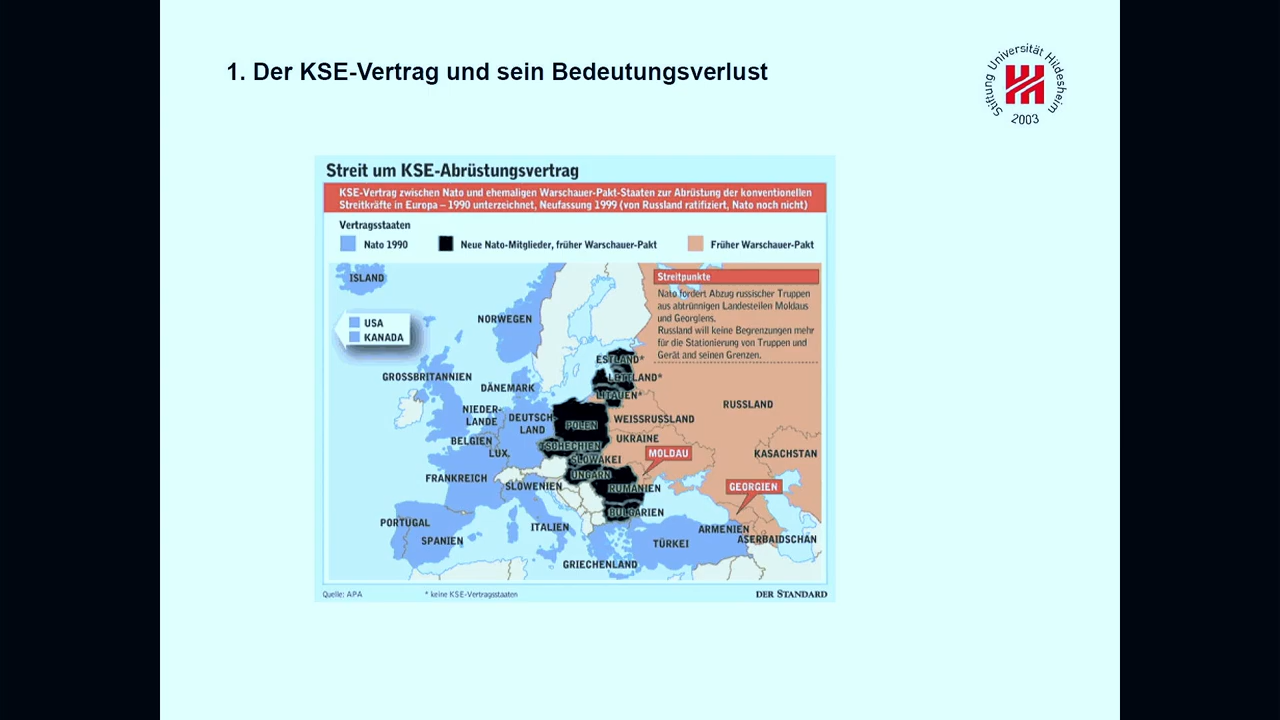 1. Der KSE-Vertrag und sein Bedeutungsverlust
Stiftung Universität Hildesheim
2003
Streit um KSE-Abrüstungsvertrag
KSE-Vertrag zwischen Nato und ehemaligen Warschauer-Pakt-Staaten zur Abrüstung der konventionellen
Streitkräfte in Europa – 1990 unterzeichnet, Neufassung 1999 (von Russland ratifiziert, Nato noch nicht)
Vertragsstaaten
Nato 1990
Neue Nato-Mitglieder, früher Warschauer-Pakt
Früher Warschauer-Pakt
ISLAND
Streitpunkte
Nato fordert Abzug russischer Truppen
aus abtrünnigen Landesteilen Moldaus
und Georgiens.
Russland will keine Begrenzungen mehr
für die Stationierung von Truppen und
Gerät and seinen Grenzen.
USA
KANADA
NORWEGEN
ESTLAND*
GROSSBRITANNIEN
LETTLAND*
DÄNEMARK
LITAUEN*
RUSSLAND
NIEDER-
LANDE
DEUTSCH-
LAND
POLEN
WEISSRUSSLAND
BELGIEN
UKRAINE
TSCHECHIEN
LUX.
SLOWAKEI
MOLDAU
KASACHSTAN
FRANKREICH
UNGARN
SLOWENIEN
RUMÄNIEN
GEORGIEN
BULGARIEN
PORTUGAL
ITALIEN
ARMENIEN
SPANIEN
TÜRKEI
ASERBAIDSCHAN
GRIECHENLAND
Quelle: APA
* keine KSE-Vertragsstaaten
DER STANDARD